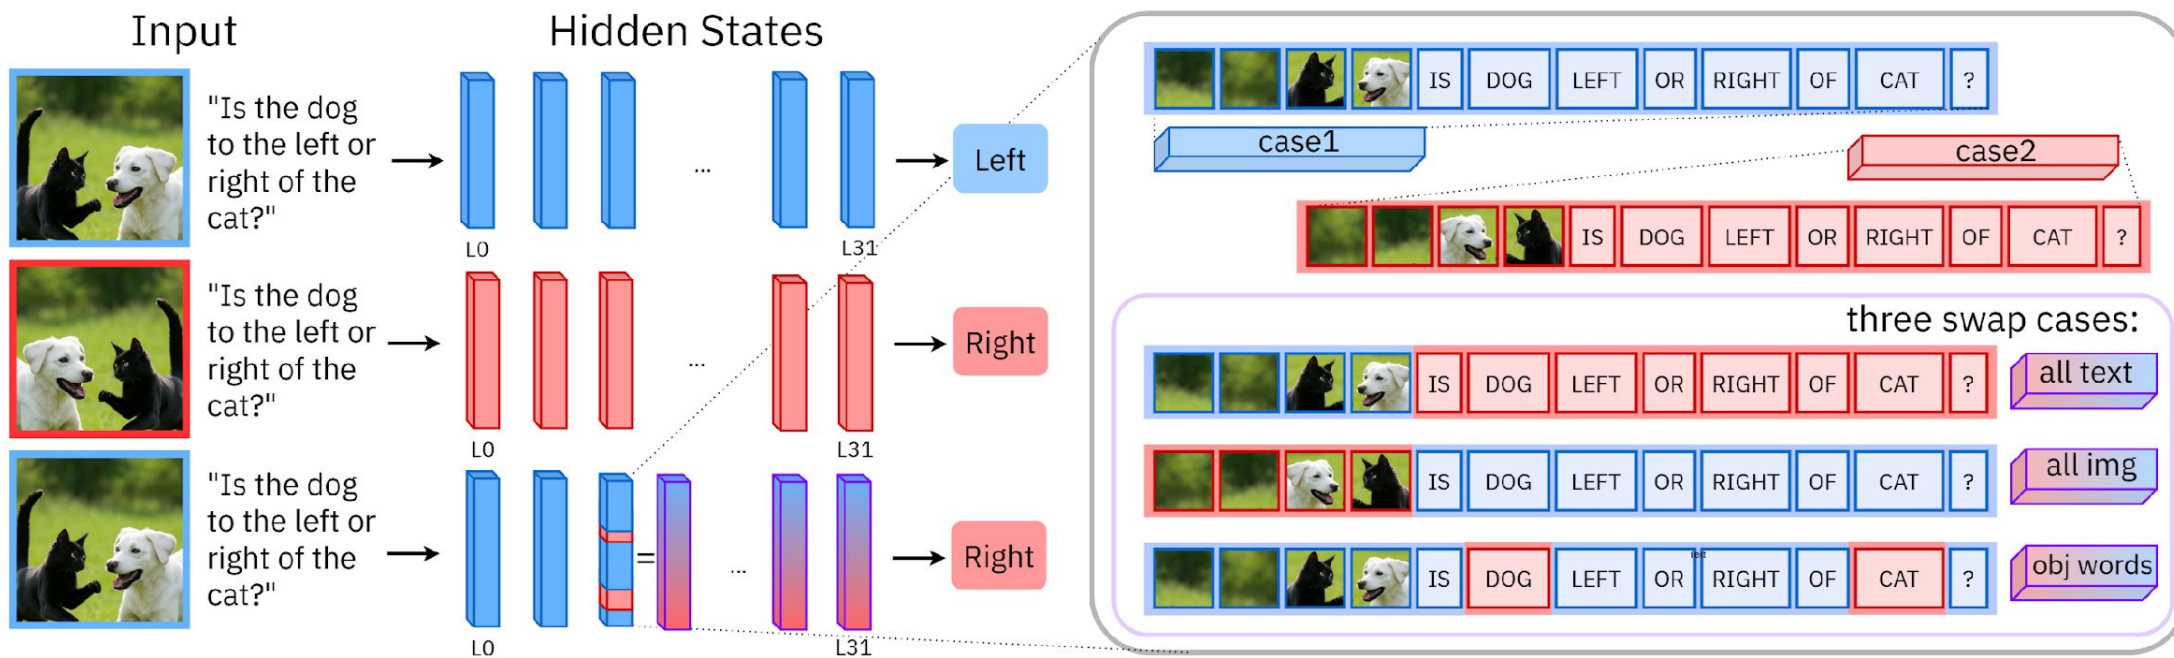 Input
Hidden States
"Is the dog
to the left or
right of the
cat?"
...
L0
L31
Left
"Is the dog
to the left or
right of the
cat?"
...
L0
L31
Right
"Is the dog
to the left or
right of the
cat?"
=
...
L0
L31
Right
IS DOG LEFT OR RIGHT OF CAT ?
case1
case2
IS DOG LEFT OR RIGHT OF CAT ?
three swap cases:
IS DOG LEFT OR RIGHT OF CAT ?
all text
IS DOG LEFT OR RIGHT OF CAT ?
all img
text
IS DOG LEFT OR RIGHT OF CAT ?
obj words